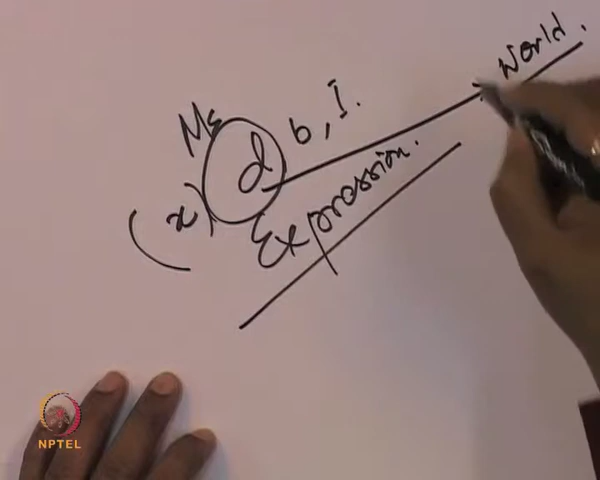 World.
Me
b, I.
d
(x)
Expression.
NPTEL